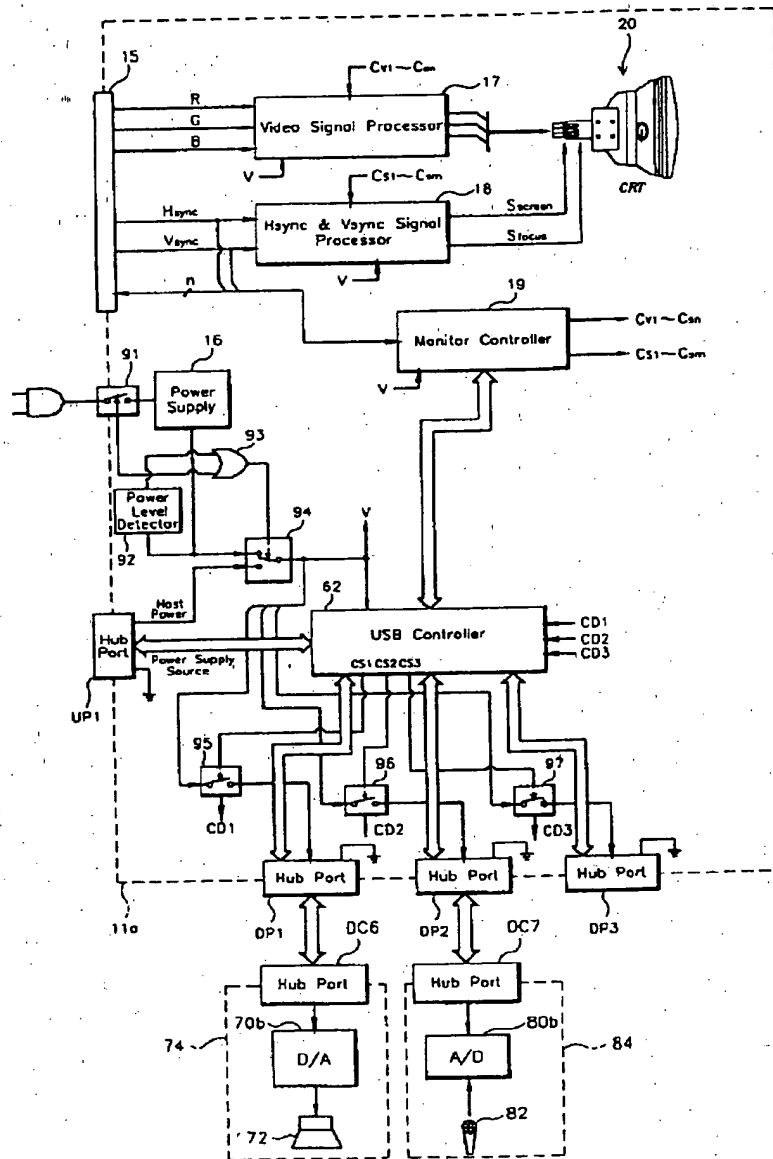 20
15
Cv1~Csn
17
R
G
B
Video Signal Processor
V
Cs1~Csm
18
CRT
Hsync
Vsync
Hsync & Vsync Signal
Processor
Sscreen
Sfocus
V
n
19
Monitor Controller
Cv1~Csn
Cs1~Csm
V
91
16
Power
Supply
93
Power
Level
Detector
92
94
V
62
Host
Power
Hub
Port
USB Controller
CD1
CD2
CD3
Power Supply
Source
CS1 CS2 CS3
UP1
95
96
97
CD1
CD2
CD3
Hub Port
Hub Port
Hub Port
11a
DP1
DP2
DP3
DC6
DC7
Hub Port
Hub Port
74
70b
80b
84
D/A
A/D
72
82